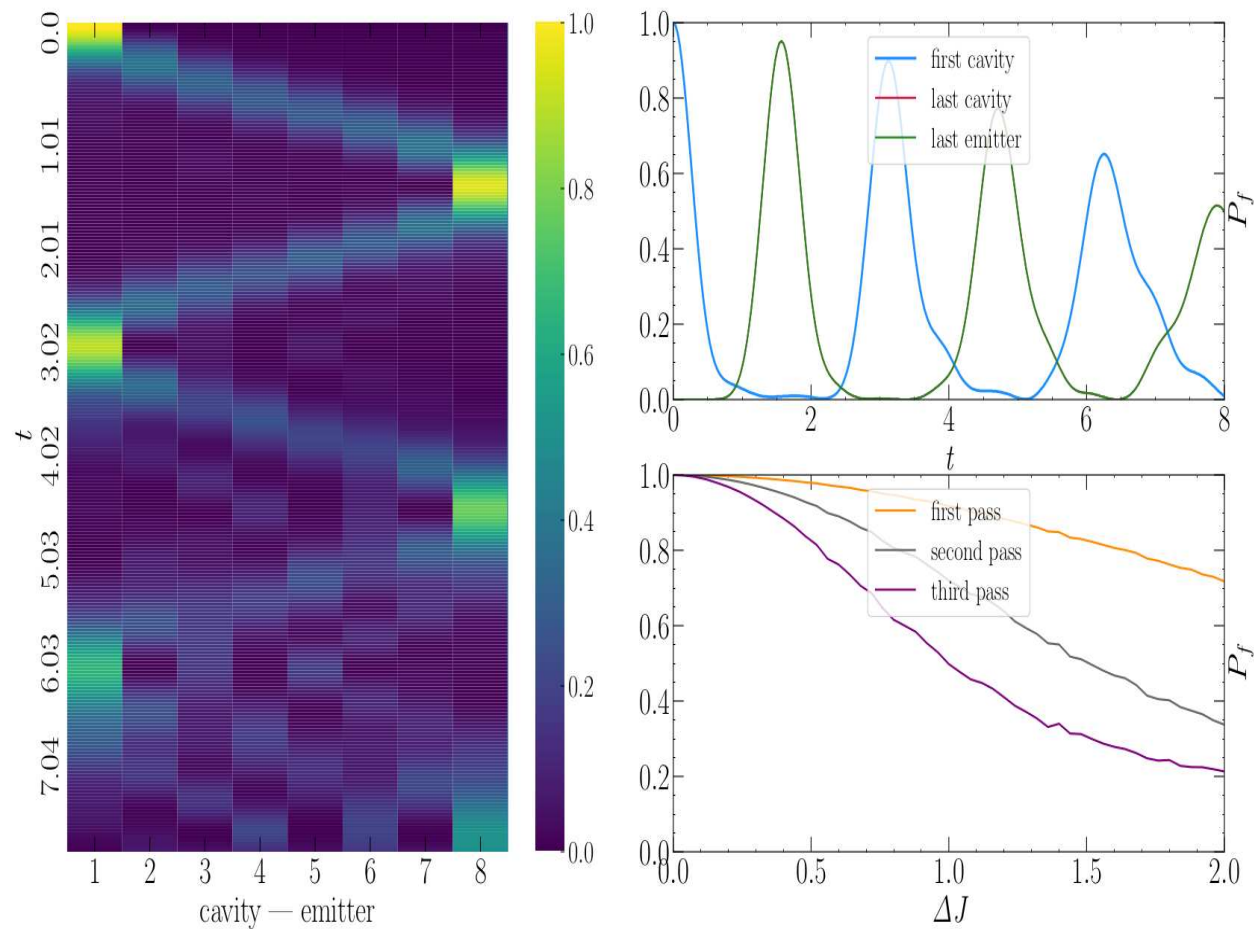 0.0
1.01
2.01
3.02
4.02
5.03
6.03
7.04
t
1 2 3 4 5 6 7 8
cavity — emitter
1.0
0.8
0.6
0.4
0.2
0.0
1.0
0.8
0.6
0.4
0.2
0.0
first cavity
last cavity
last emitter
P_f
0 2 4 6 8
t
1.0
0.8
0.6
0.4
0.2
0.0
first pass
second pass
third pass
P_f
0.0 0.5 1.0 1.5 2.0
ΔJ